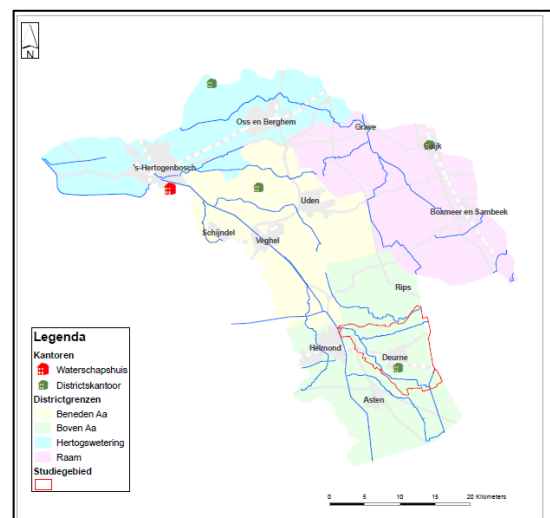 N
Oss en Berghem
Grave
Cuijk
's-Hertogenbosch
Boxmeer en Sambeek
Uden
Schijndel
Veghel
Rips
Helmond
Deurne
Asten
Legenda
Kantoren
Waterschapshuis
Districtskantoor
Districtgrenzen
Beneden Aa
Boven Aa
Hertogswetering
Raam
Studiegebied
0 5 10 20 Kilometers